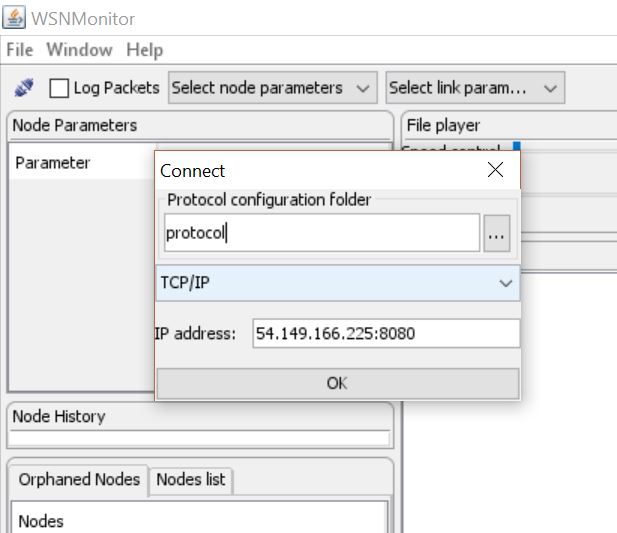 WSNMonitor
File Window Help
Log Packets Select node parameters Select link param...
Node Parameters
File player
Speed control
Parameter
Connect
Protocol configuration folder
protocol
...
TCP/IP
IP address: 54.149.166.225:8080
OK
Node History
Orphaned Nodes Nodes list
Nodes